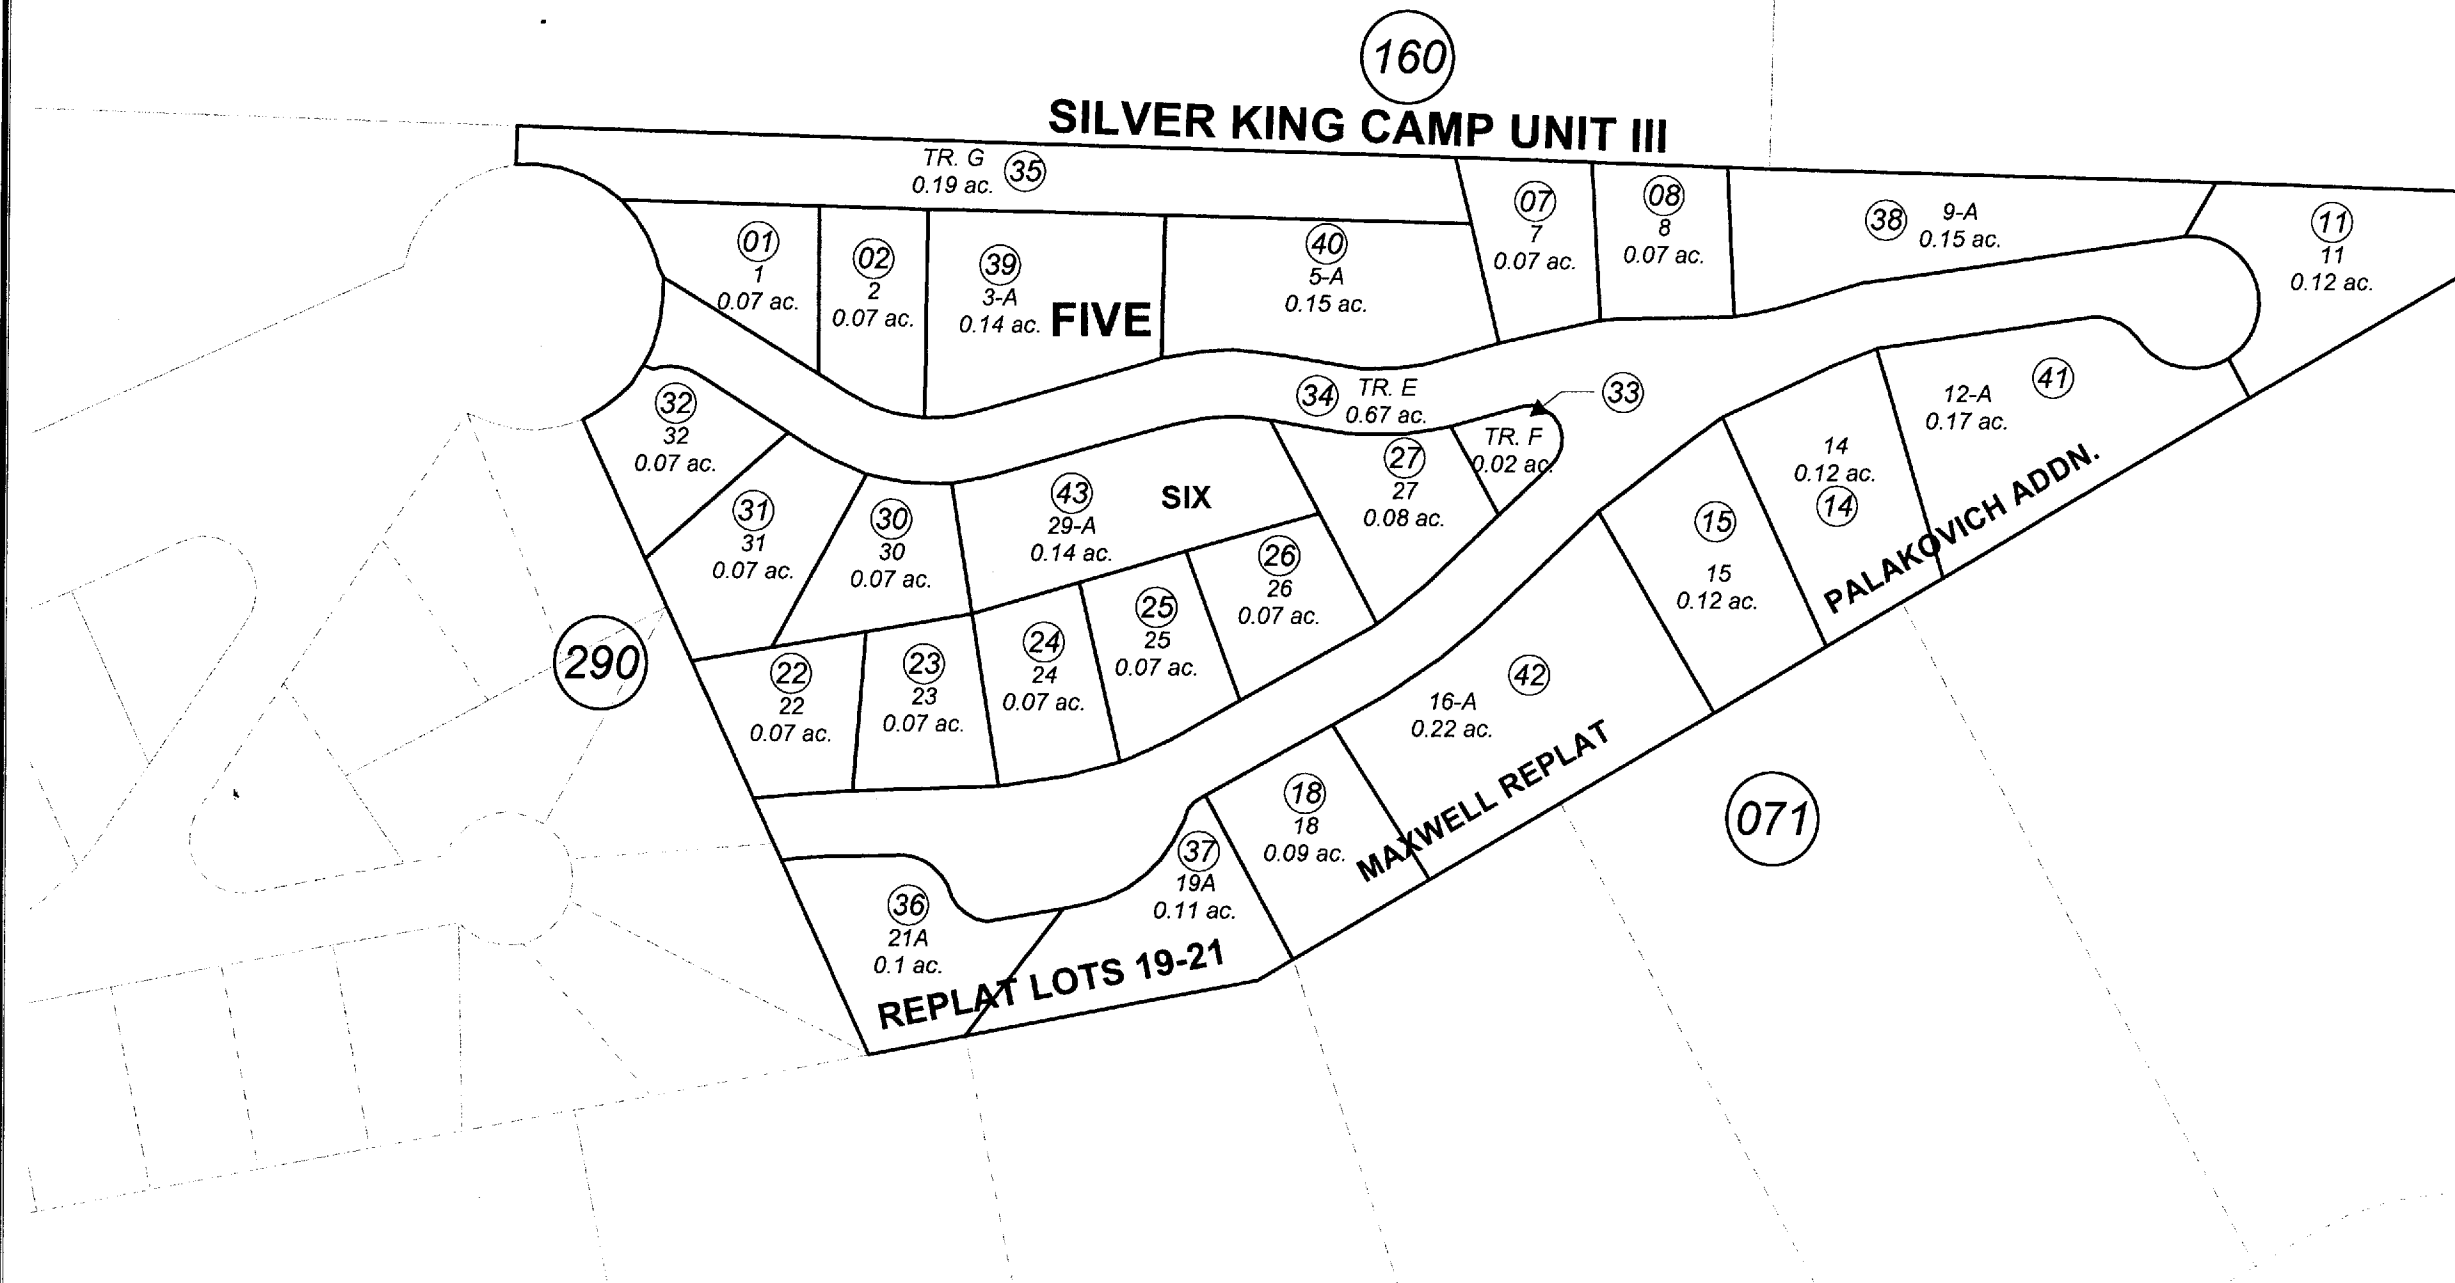 160
SILVER KING CAMP UNIT III
TR. G
0.19 ac.
35
01
1
0.07 ac.
02
2
0.07 ac.
39
3-A
0.14 ac.
FIVE
40
5-A
0.15 ac.
07
7
0.07 ac.
08
8
0.07 ac.
38
9-A
0.15 ac.
11
11
0.12 ac.
32
32
0.07 ac.
34
TR. E
0.67 ac.
33
TR. F
0.02 ac.
41
12-A
0.17 ac.
31
31
0.07 ac.
30
30
0.07 ac.
43
29-A
0.14 ac.
SIX
27
27
0.08 ac.
14
0.12 ac.
14
15
15
0.12 ac.
PALAKOVICH ADDN.
26
26
0.07 ac.
25
25
0.07 ac.
24
24
0.07 ac.
23
23
0.07 ac.
22
22
0.07 ac.
290
42
16-A
0.22 ac.
MAXWELL REPLAT
071
18
18
0.09 ac.
37
19A
0.11 ac.
36
21A
0.1 ac.
REPLAT LOTS 19-21